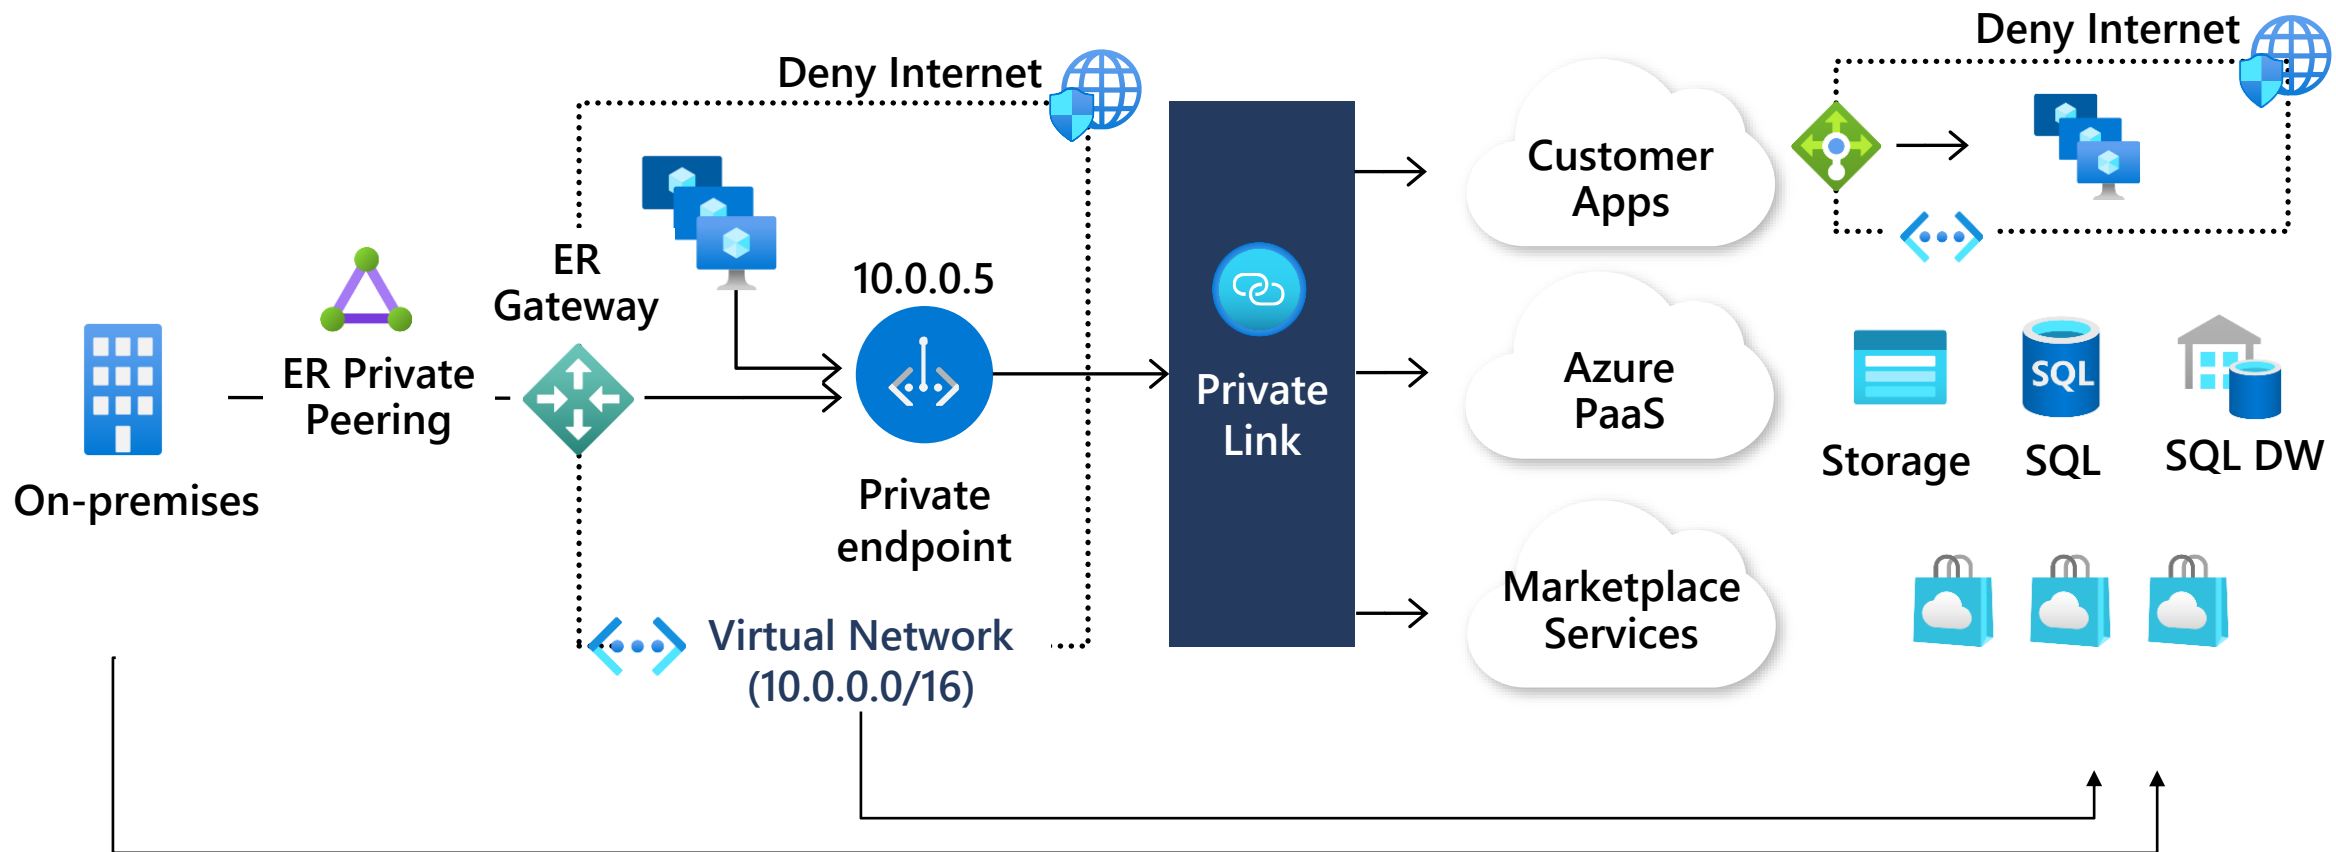 Deny Internet
Deny Internet
ER
Gateway
10.0.0.5
ER Private
Peering
On-premises
Private
endpoint
Virtual Network
(10.0.0.0/16)
Private
Link
Customer
Apps
Azure
PaaS
Marketplace
Services
SQL
Storage
SQL
SQL DW